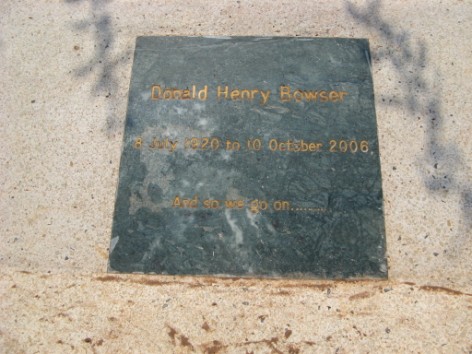 Donald Henry Bowser
8 July 1920 to 10 October 2006
And so we go on........